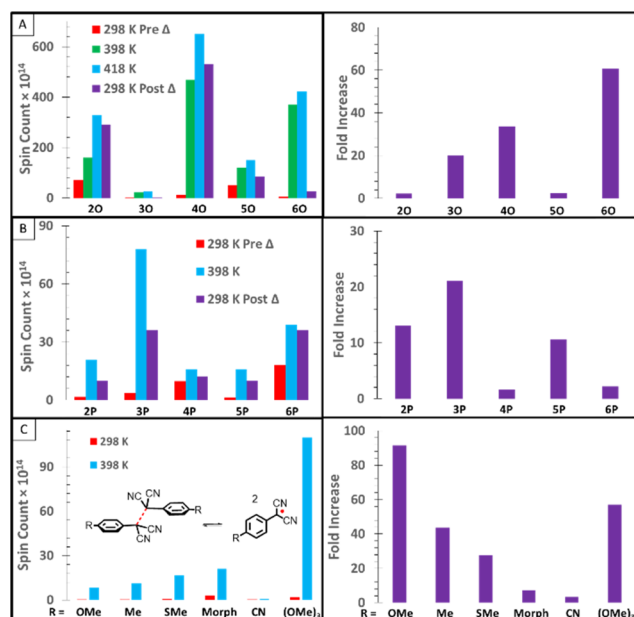 A
298 K Pre Δ
398 K
418 K
298 K Post Δ
Spin Count × 10¹⁴
600
400
200
0
2O 3O 4O 5O 6O
Fold Increase
80
60
40
20
0
2O 3O 4O 5O 6O
B
298 K Pre Δ
398 K
298 K Post Δ
Spin Count × 10¹⁴
90
60
30
0
2P 3P 4P 5P 6P
Fold Increase
30
20
10
0
2P 3P 4P 5P 6P
C
298 K
398 K
Spin Count × 10¹⁴
90
60
30
0
NC CN
R
R
CN
CN
2
CN
CN
R
R = OMe Me SMe Morph CN (OMe)₃
Fold Increase
100
80
60
40
20
0
R = OMe Me SMe Morph CN (OMe)₃